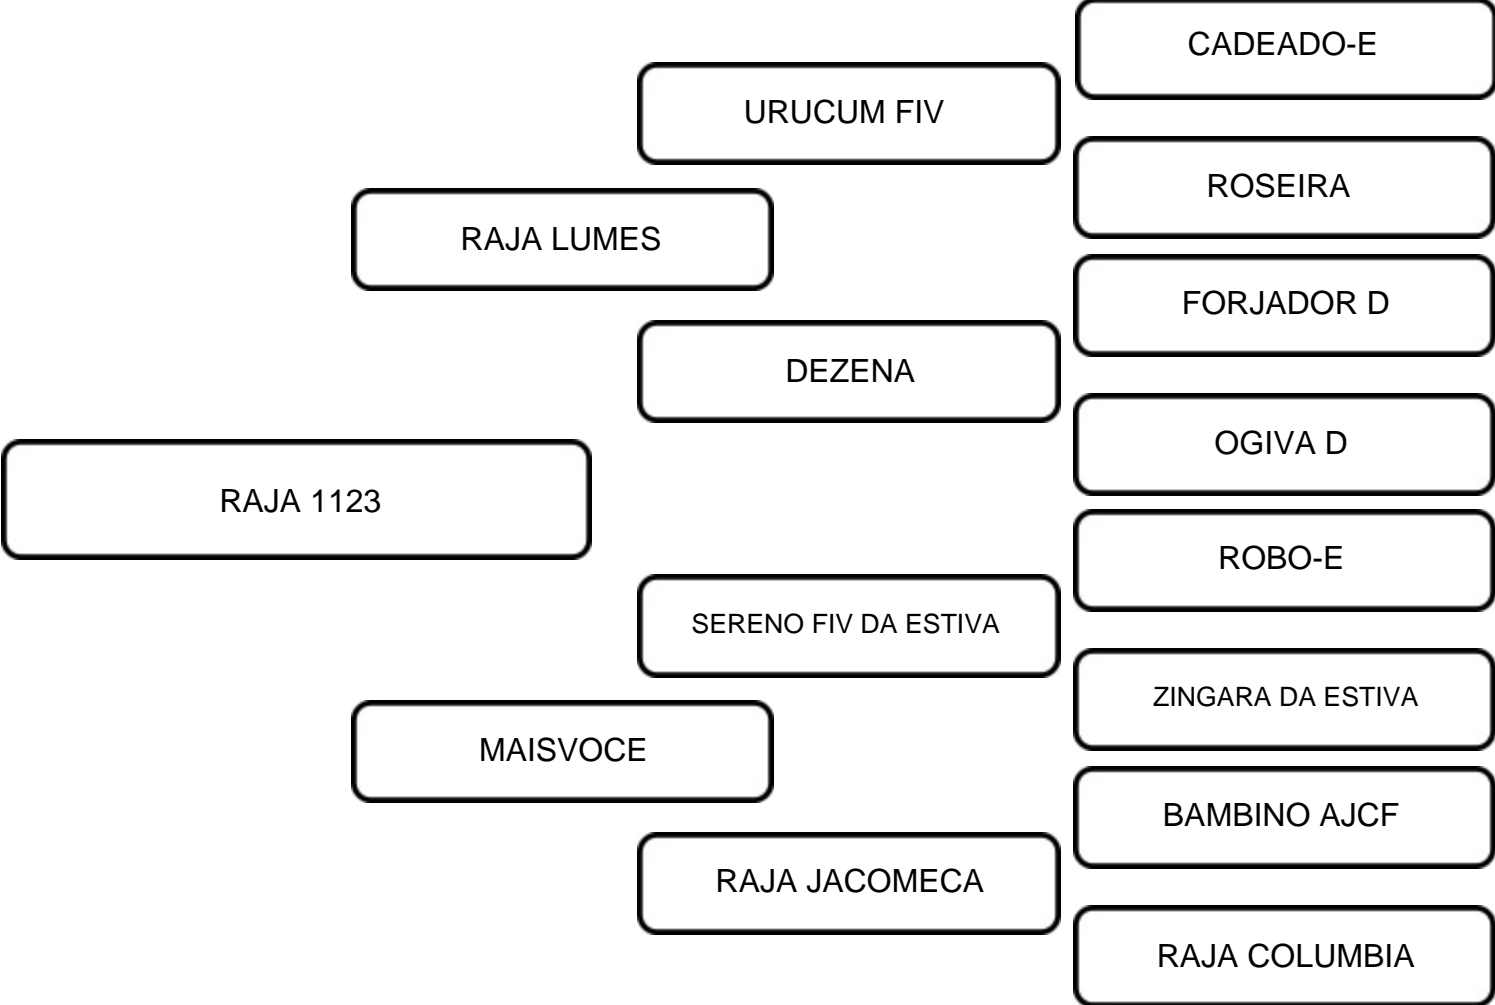 CADEADO-E
URUCUM FIV
ROSEIRA
RAJA LUMES
FORJADOR D
DEZENA
OGIVA D
RAJA 1123
ROBO-E
SERENO FIV DA ESTIVA
ZINGARA DA ESTIVA
MAISVOCE
BAMBINO AJCF
RAJA JACOMECA
RAJA COLUMBIA